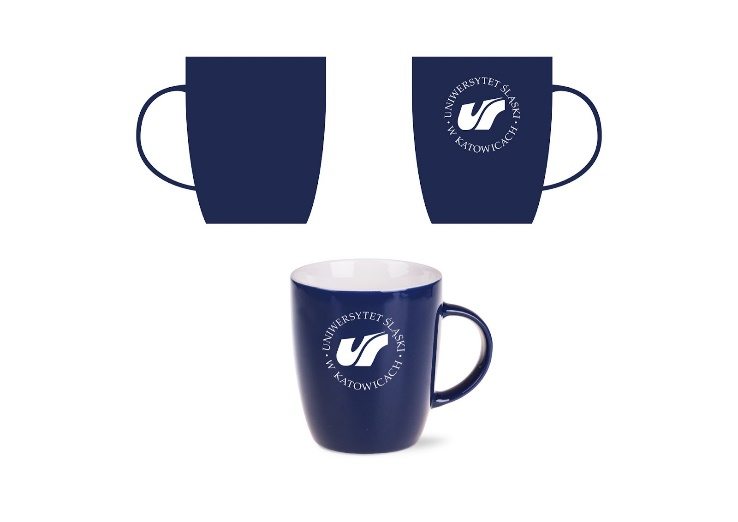 UNIWERSYTET ŚLĄSKI
• W KATOWICACH •
UNIWERSYTET ŚLĄSKI
• W KATOWICACH •